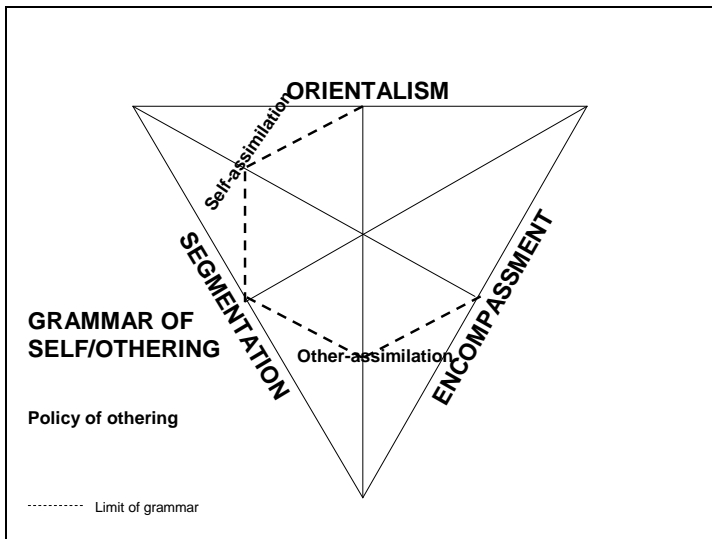 ORIENTALISM
Self-assimilation
SEGMENTATION
ENCOMPASSMENT
GRAMMAR OF
SELF/OTHERING
Other-assimilation
Policy of othering
Limit of grammar